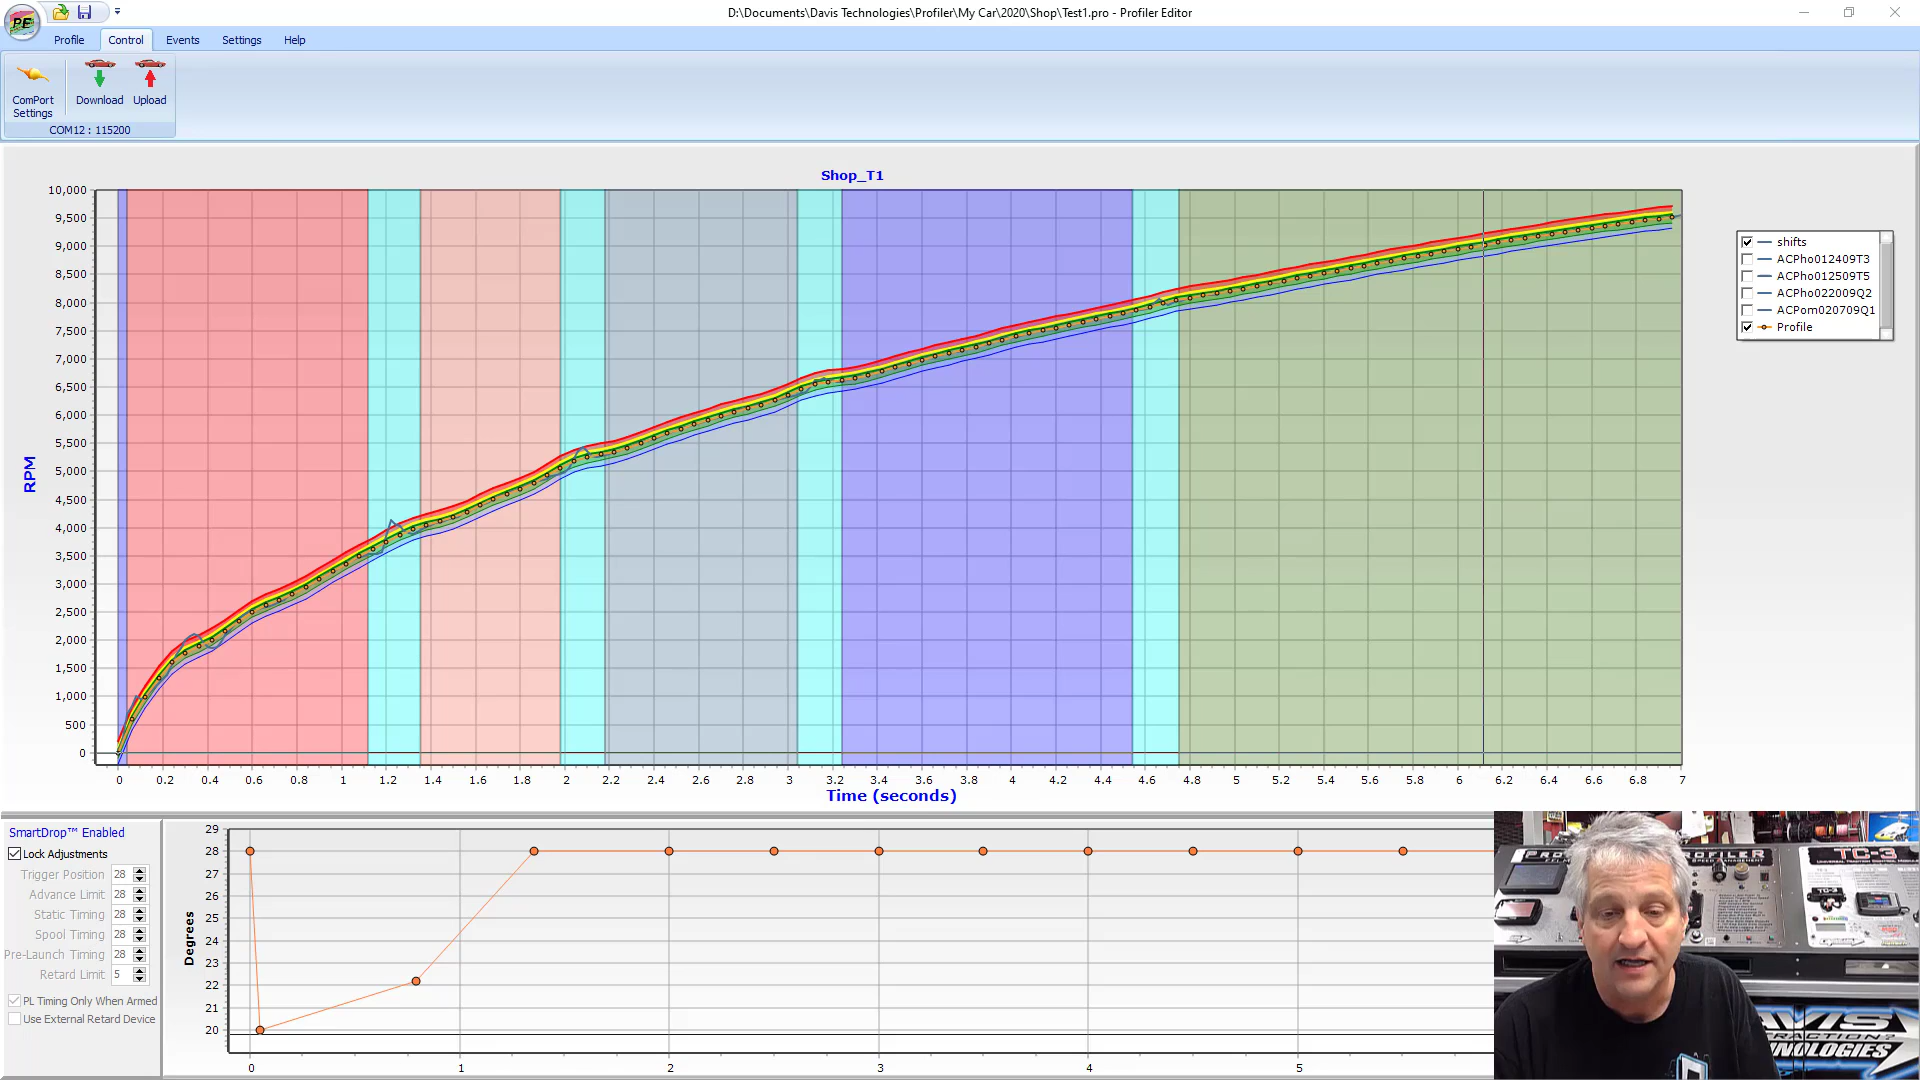 D:\Documents\Davis Technologies\Profiler\My Car\2020\Shop\Test1.pro - Profiler Editor
PE
Profile Control Events Settings Help
ComPort Settings
Download
Upload
COM12 : 115200
Shop_T1
10,000
9,500
9,000
8,500
8,000
7,500
7,000
6,500
6,000
5,500
5,000
4,500
4,000
3,500
3,000
2,500
2,000
1,500
1,000
500
0
RPM
0 0.2 0.4 0.6 0.8 1 1.2 1.4 1.6 1.8 2 2.2 2.4 2.6 2.8 3 3.2 3.4 3.6 3.8 4 4.2 4.4 4.6 4.8 5 5.2 5.4 5.6 5.8 6 6.2 6.4 6.6 6.8 7
Time (seconds)
shifts
ACPho012409T3
ACPho012509T5
ACPho022009Q2
ACPom020709Q1
Profile
SmartDrop™ Enabled
Lock Adjustments
Trigger Position 28
Advance Limit 28
Static Timing 28
Spool Timing 28
Pre-Launch Timing 28
Retard Limit 5
PL Timing Only When Armed
Use External Retard Device
29
28
27
26
25
24
23
22
21
20
Degrees
0 1 2 3 4 5
PRO
ROFILER
TC-3
TC-3
AVIS
RACTION
HNOLOGIES